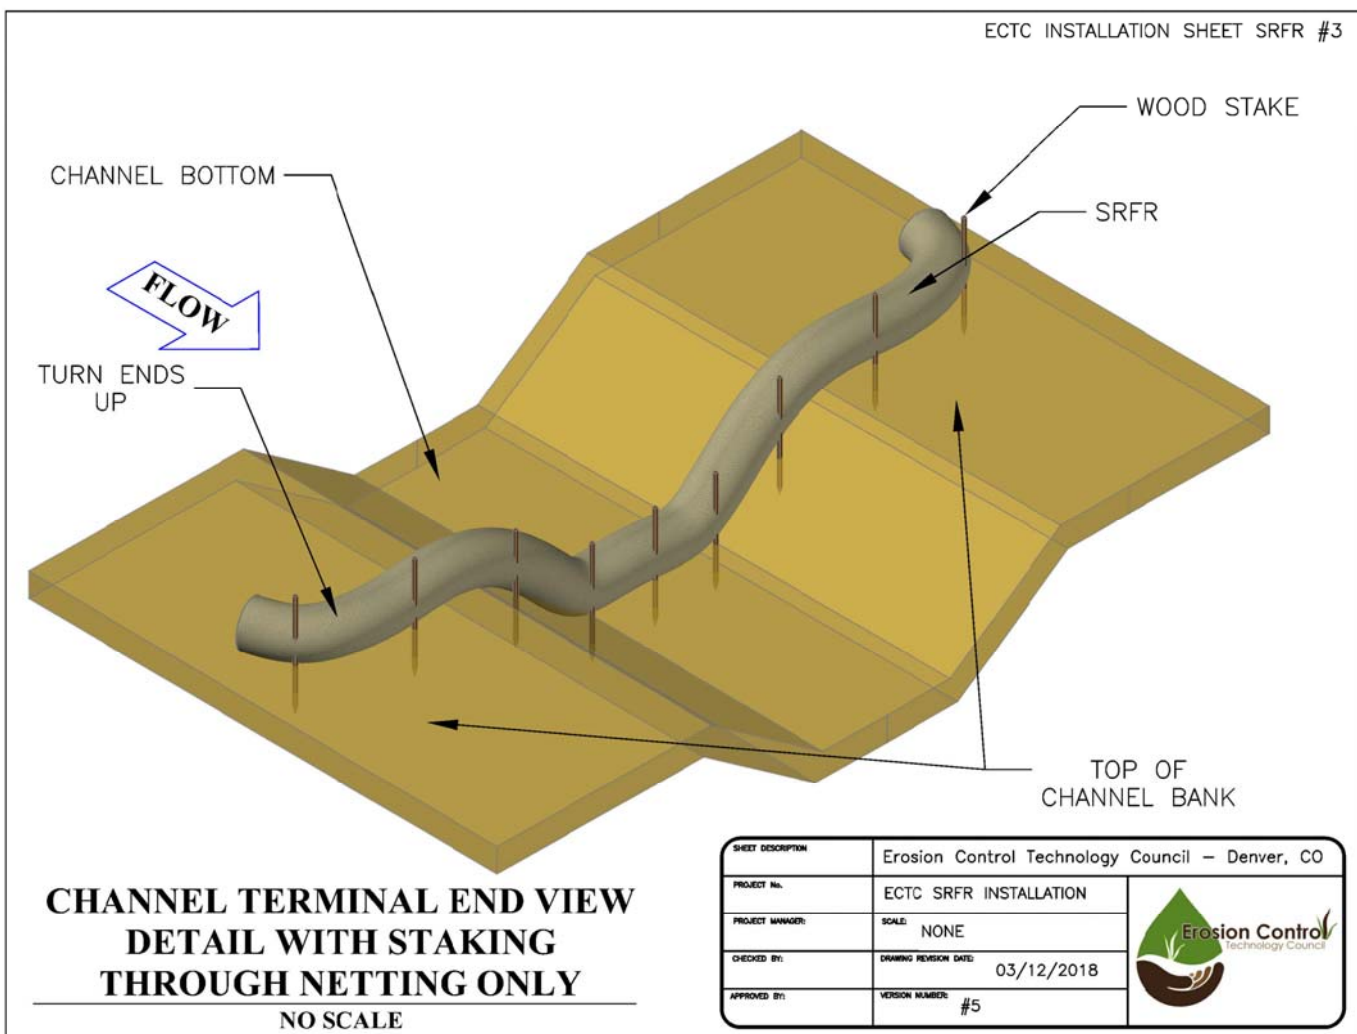 ECTC INSTALLATION SHEET SRFR #3
WOOD STAKE
CHANNEL BOTTOM
SRFR
FLOW
TURN ENDS
UP
TOP OF
CHANNEL BANK
CHANNEL TERMINAL END VIEW
DETAIL WITH STAKING
THROUGH NETTING ONLY
NO SCALE
SHEET DESCRIPTION
Erosion Control Technology Council – Denver, CO
PROJECT No.
ECTC SRFR INSTALLATION
PROJECT MANAGER:
SCALE:
NONE
CHECKED BY:
DRAWING REVISION DATE:
03/12/2018
APPROVED BY:
VERSION NUMBER:
#5
Erosion Control
Technology Council